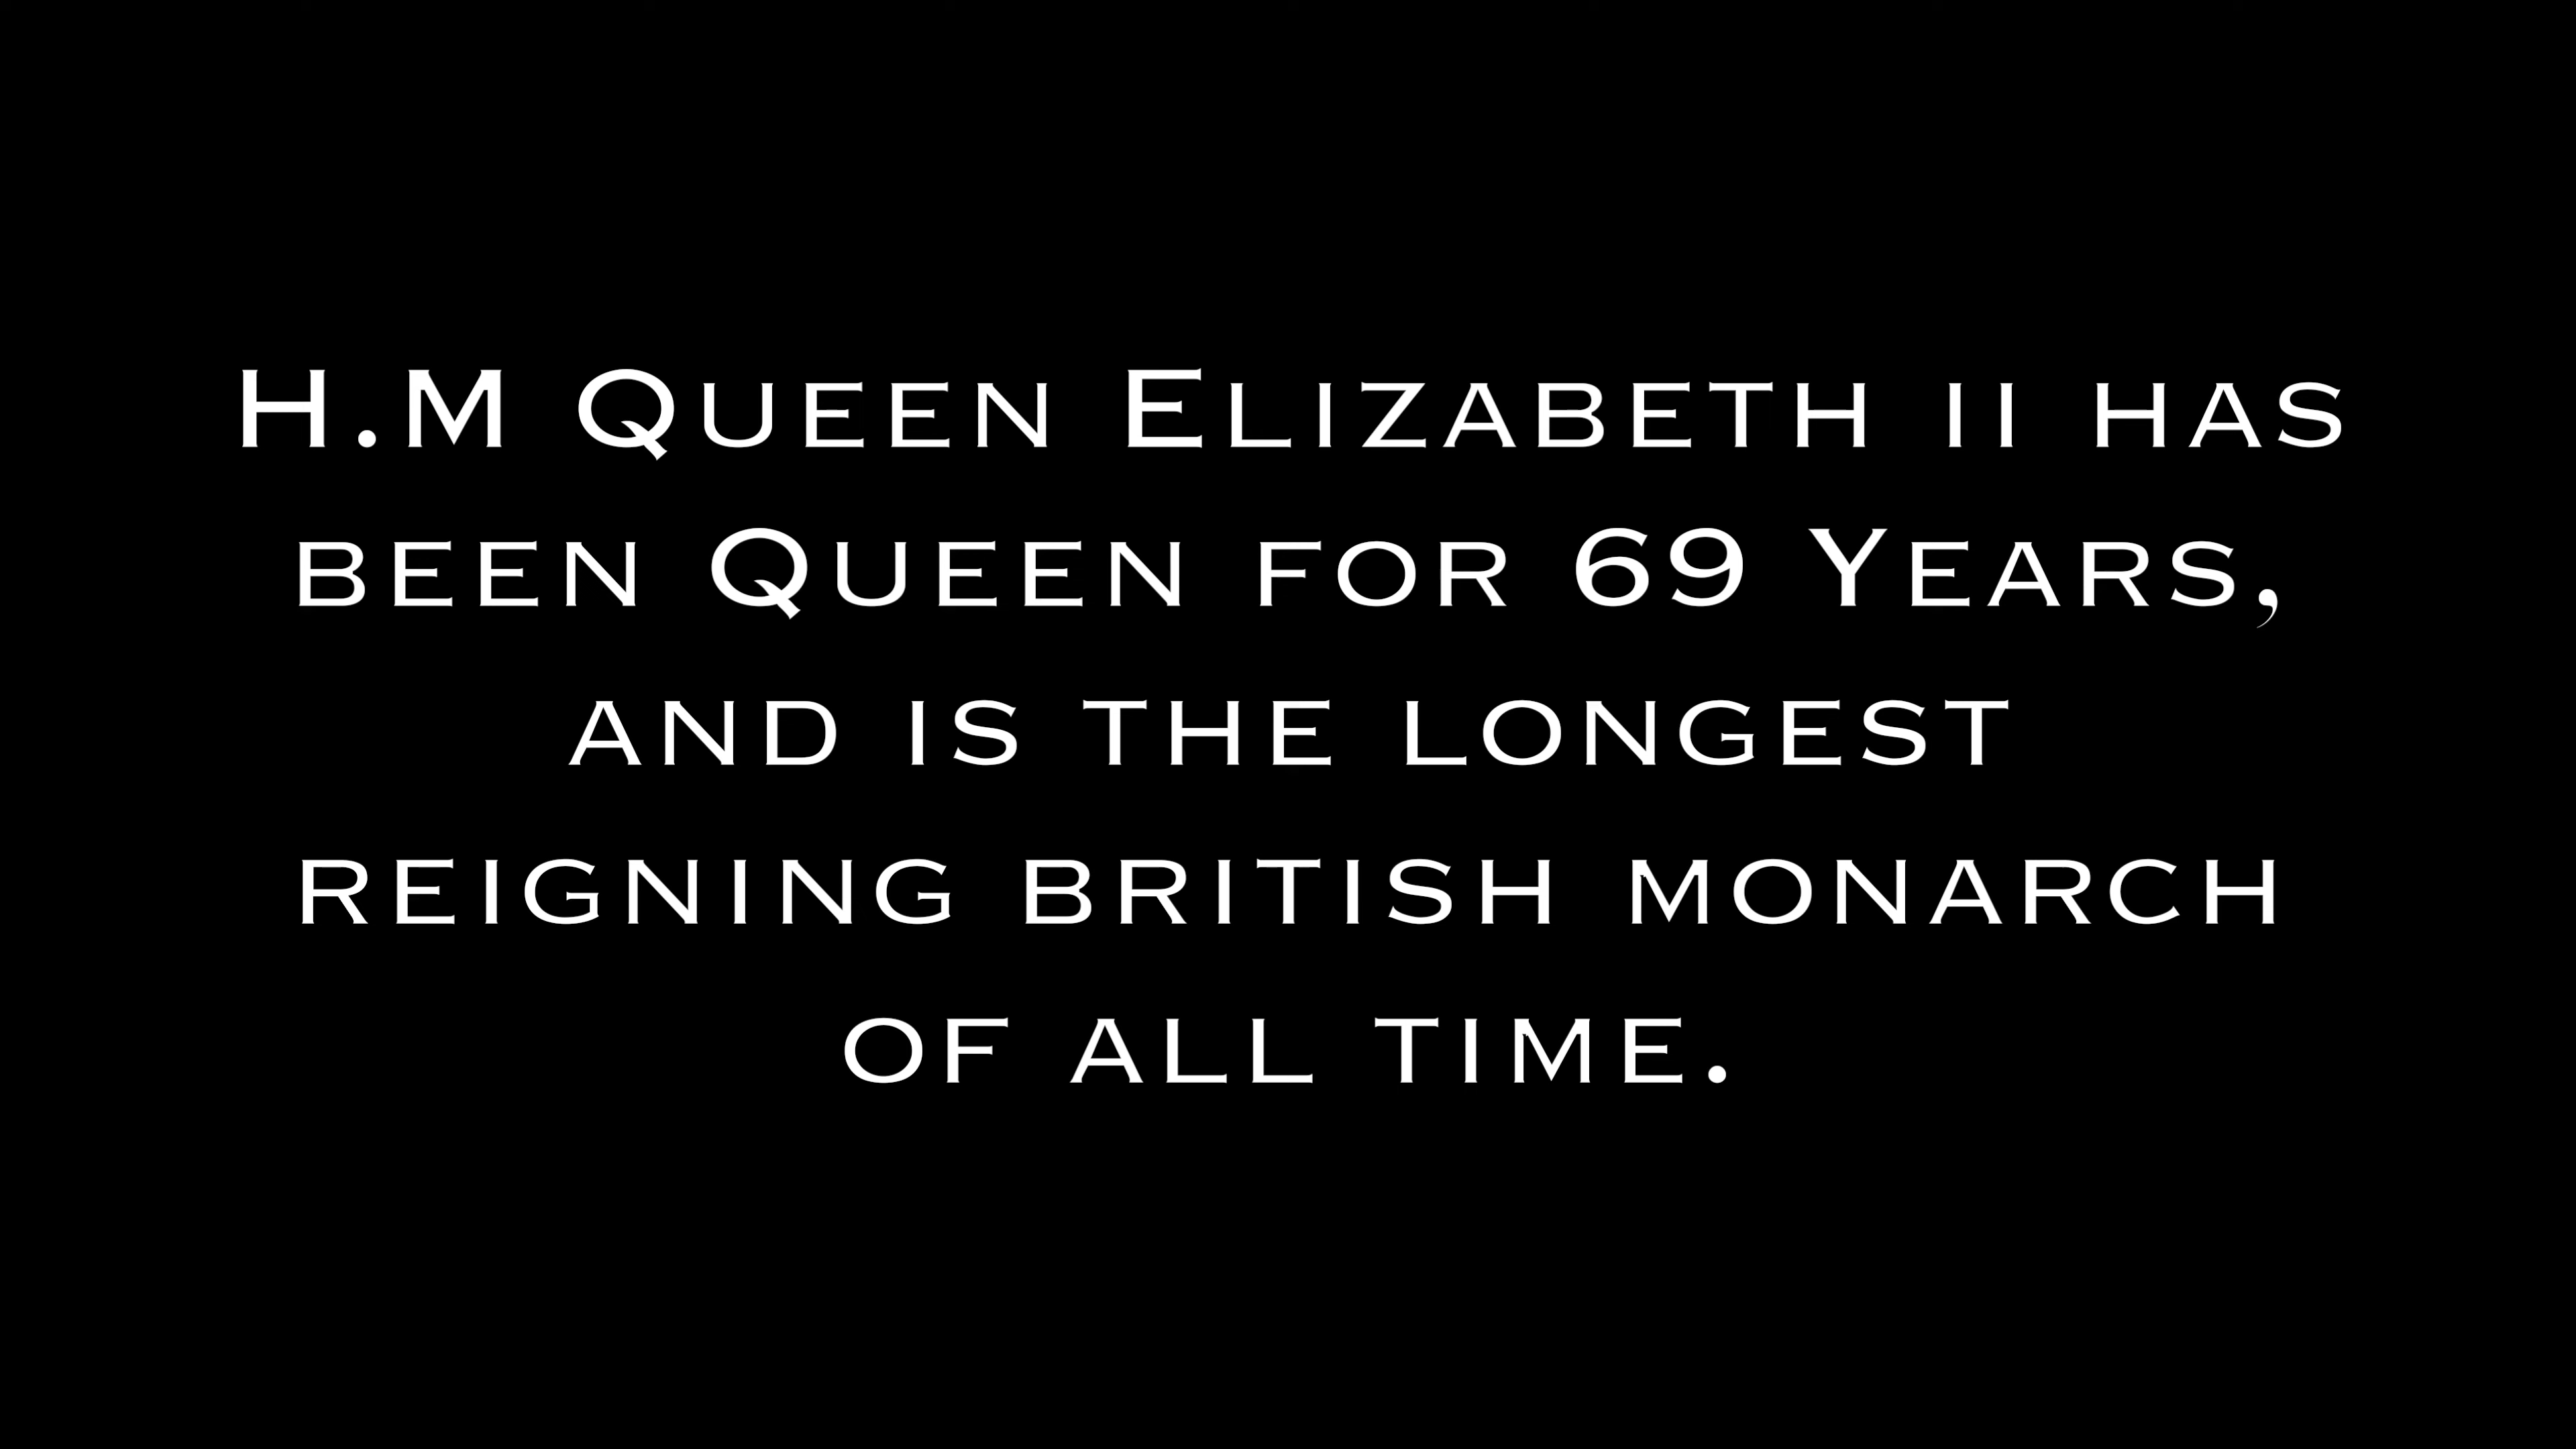 H.M Queen Elizabeth ii has
been Queen for 69 Years,
and is the longest
reigning british monarch
of all time.